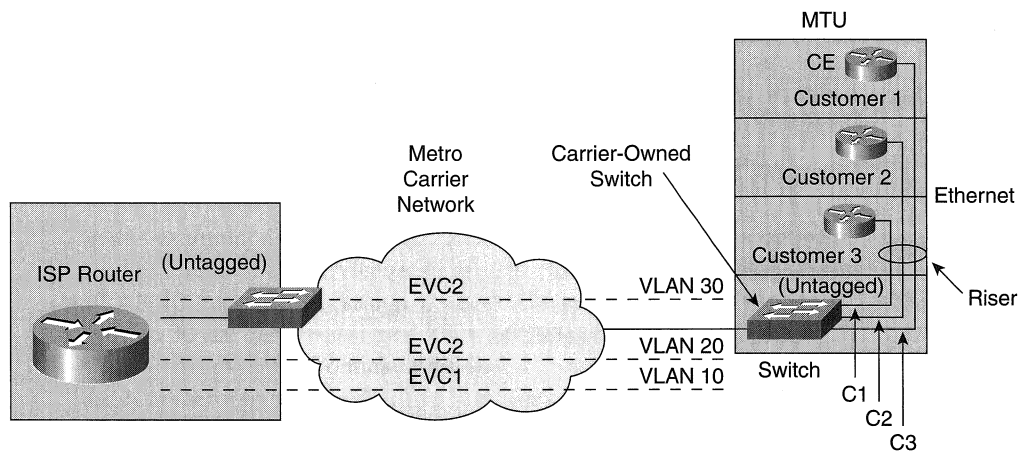 MTU
CE
Customer 1
Customer 2
Customer 3
(Untagged)
Switch
Ethernet
Riser
C1
C2
C3
Carrier-Owned
Switch
Metro
Carrier
Network
EVC2
VLAN 30
EVC2
VLAN 20
EVC1
VLAN 10
ISP Router
(Untagged)